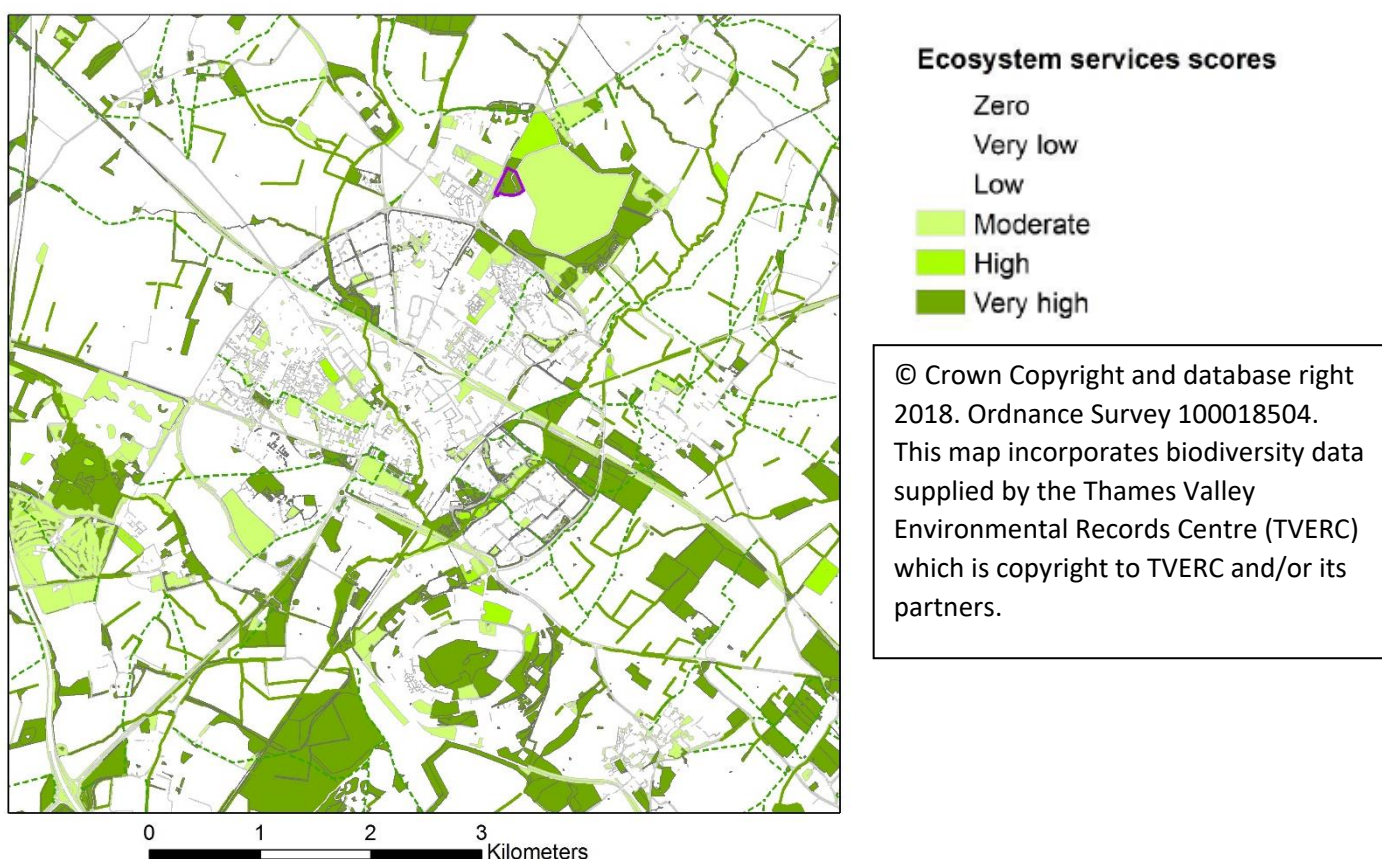 Ecosystem services scores
Zero
Very low
Low
Moderate
High
Very high
© Crown Copyright and database right
2018. Ordnance Survey 100018504.
This map incorporates biodiversity data
supplied by the Thames Valley
Environmental Records Centre (TVERC)
which is copyright to TVERC and/or its
partners.
0 1 2 3
Kilometers